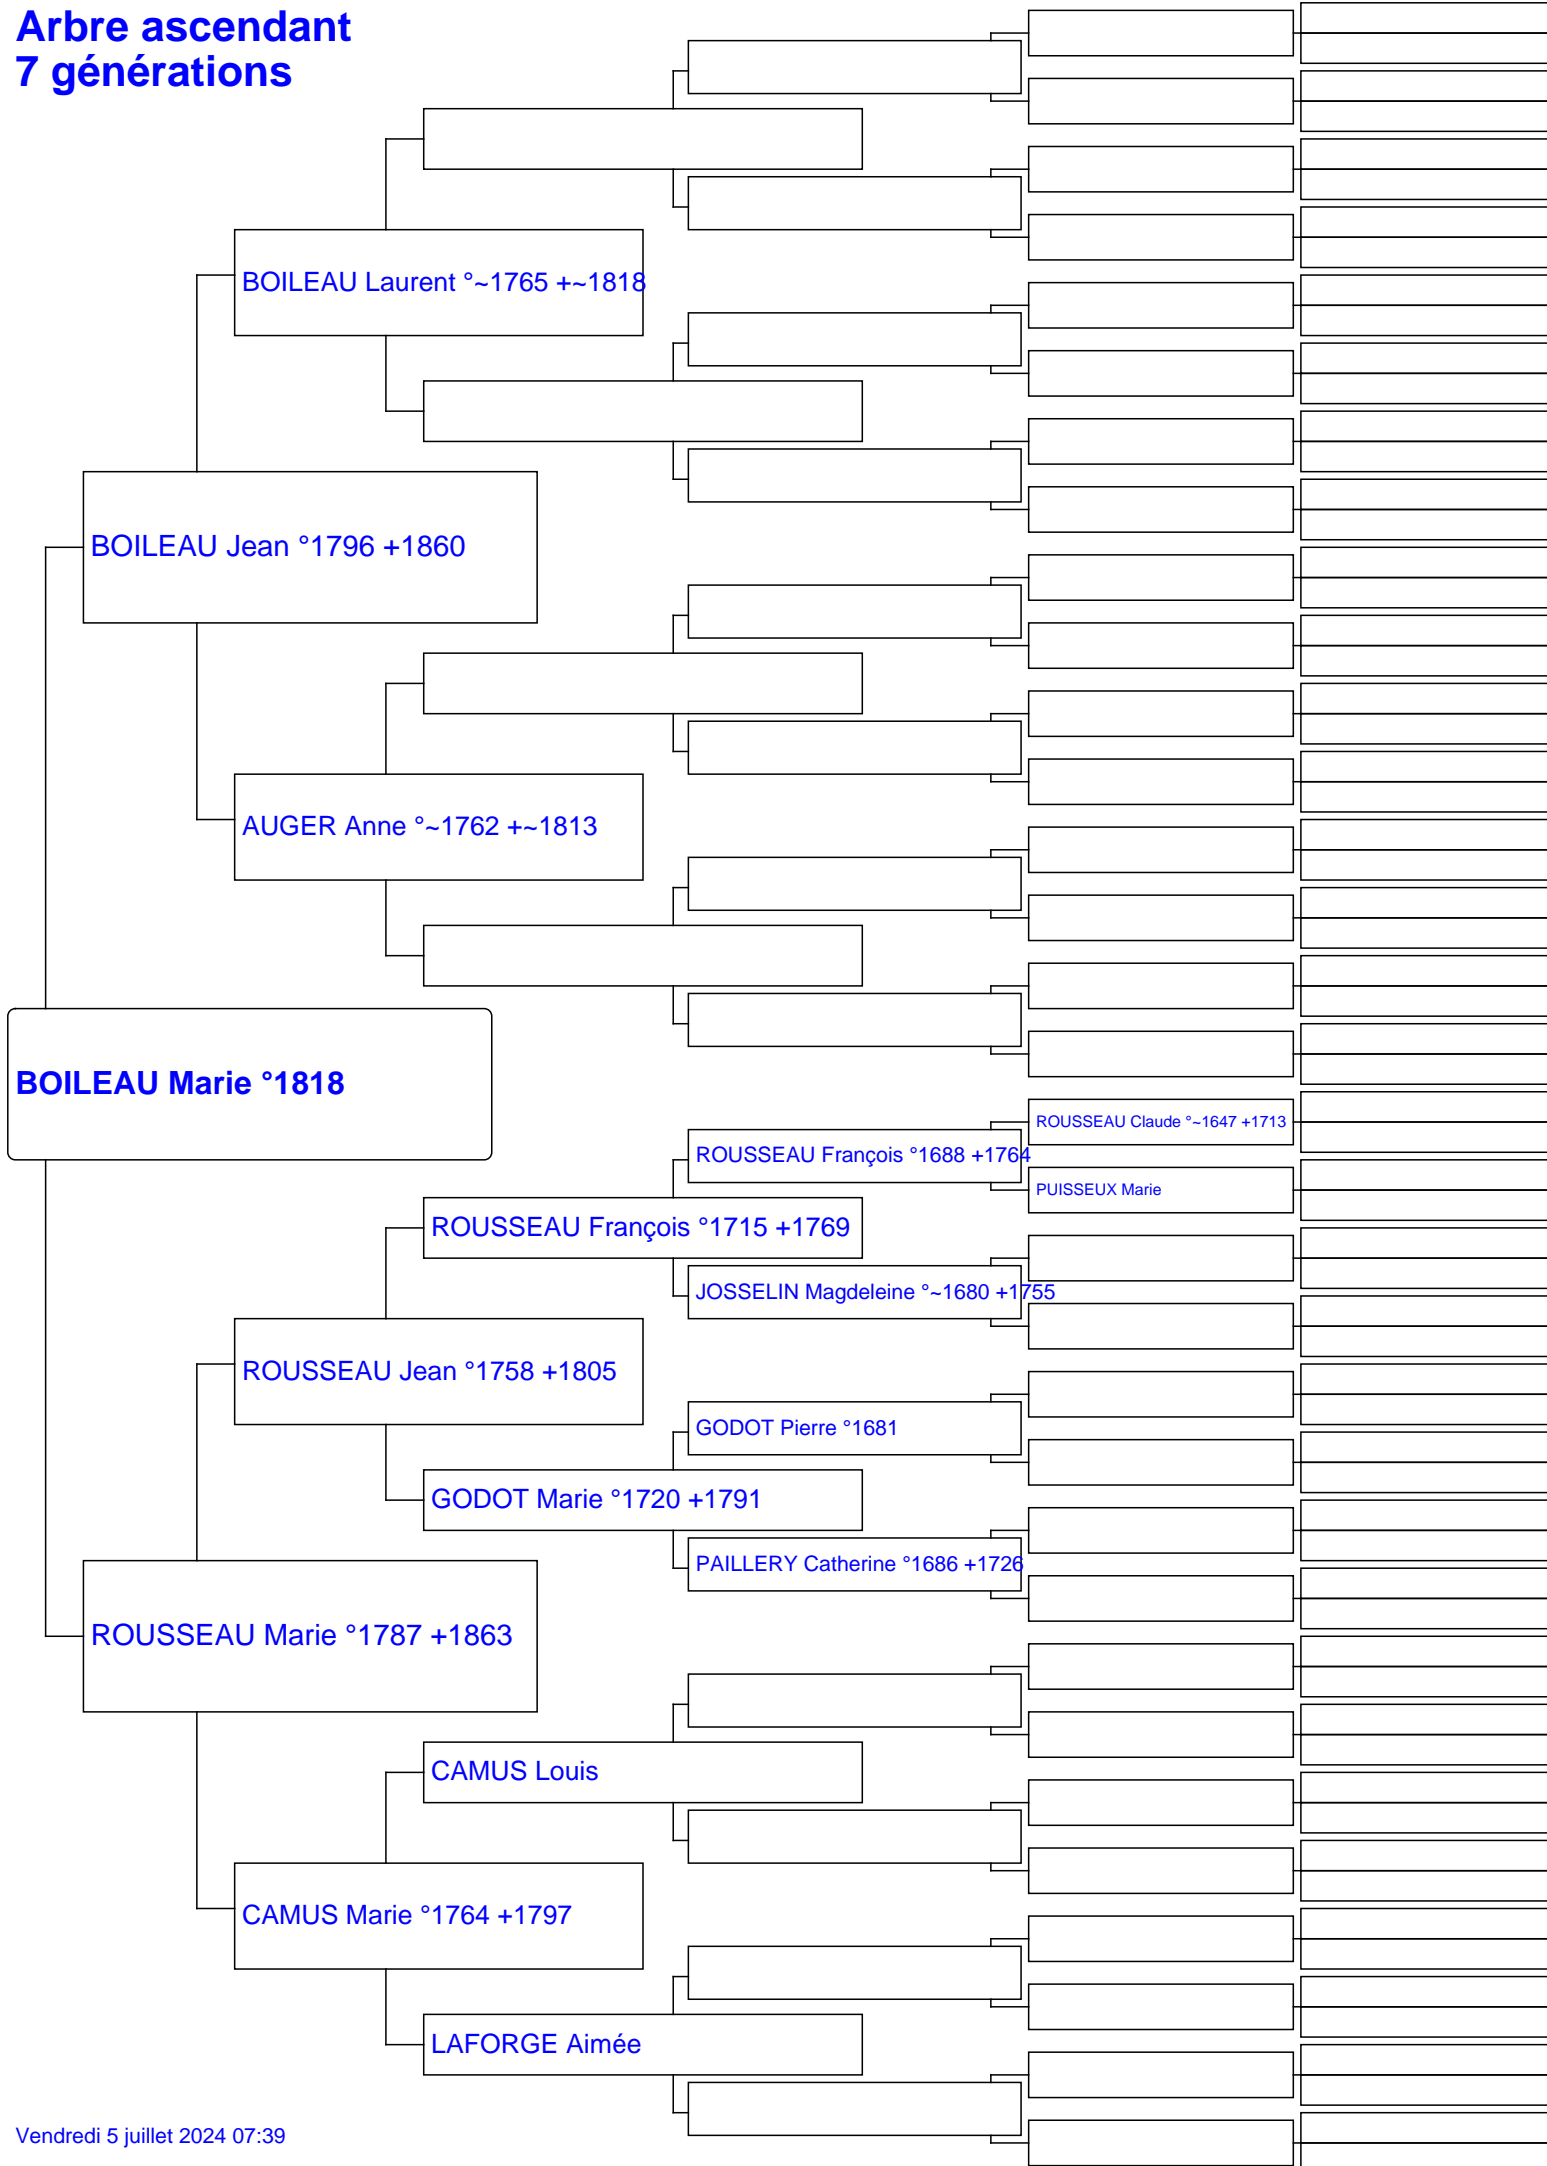 Arbre ascendant
7 générations
BOILEAU Laurent °~1765 +~1818
BOILEAU Jean °1796 +1860
AUGER Anne °~1762 +~1813
BOILEAU Marie °1818
ROUSSEAU Claude °~1647 +1713
ROUSSEAU François °1688 +1764
PUISSEUX Marie
ROUSSEAU François °1715 +1769
JOSSELIN Magdeleine °~1680 +1755
ROUSSEAU Jean °1758 +1805
GODOT Pierre °1681
GODOT Marie °1720 +1791
PAILLERY Catherine °1686 +1726
ROUSSEAU Marie °1787 +1863
CAMUS Louis
CAMUS Marie °1764 +1797
LAFORGE Aimée
Vendredi 5 juillet 2024 07:39